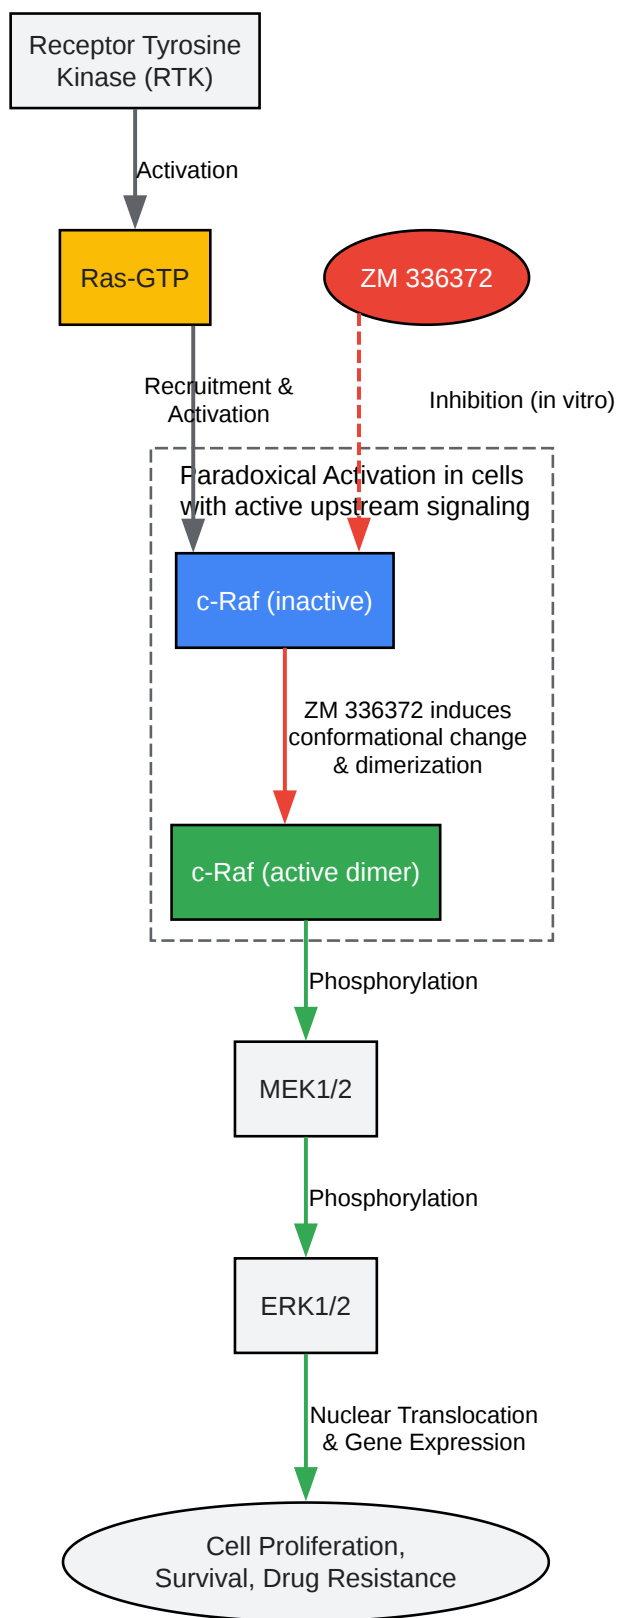 Receptor Tyrosine
Kinase (RTK)
Activation
Ras-GTP
ZM 336372
Recruitment &
Activation
Inhibition (in vitro)
Paradoxical Activation in cells
with active upstream signaling
c-Raf (inactive)
ZM 336372 induces
conformational change
& dimerization
c-Raf (active dimer)
Phosphorylation
MEK1/2
Phosphorylation
ERK1/2
Nuclear Translocation
& Gene Expression
Cell Proliferation,
Survival, Drug Resistance